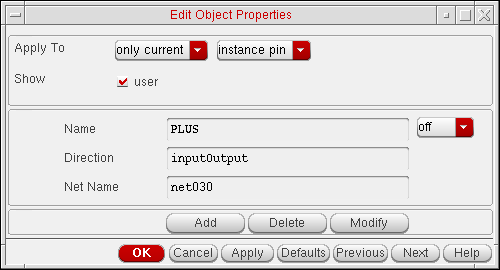 Edit Object Properties
Apply To only current instance pin
Show user
Name PLUS off
Direction inputOutput
Net Name net030
Add Delete Modify
OK Cancel Apply Defaults Previous Next Help